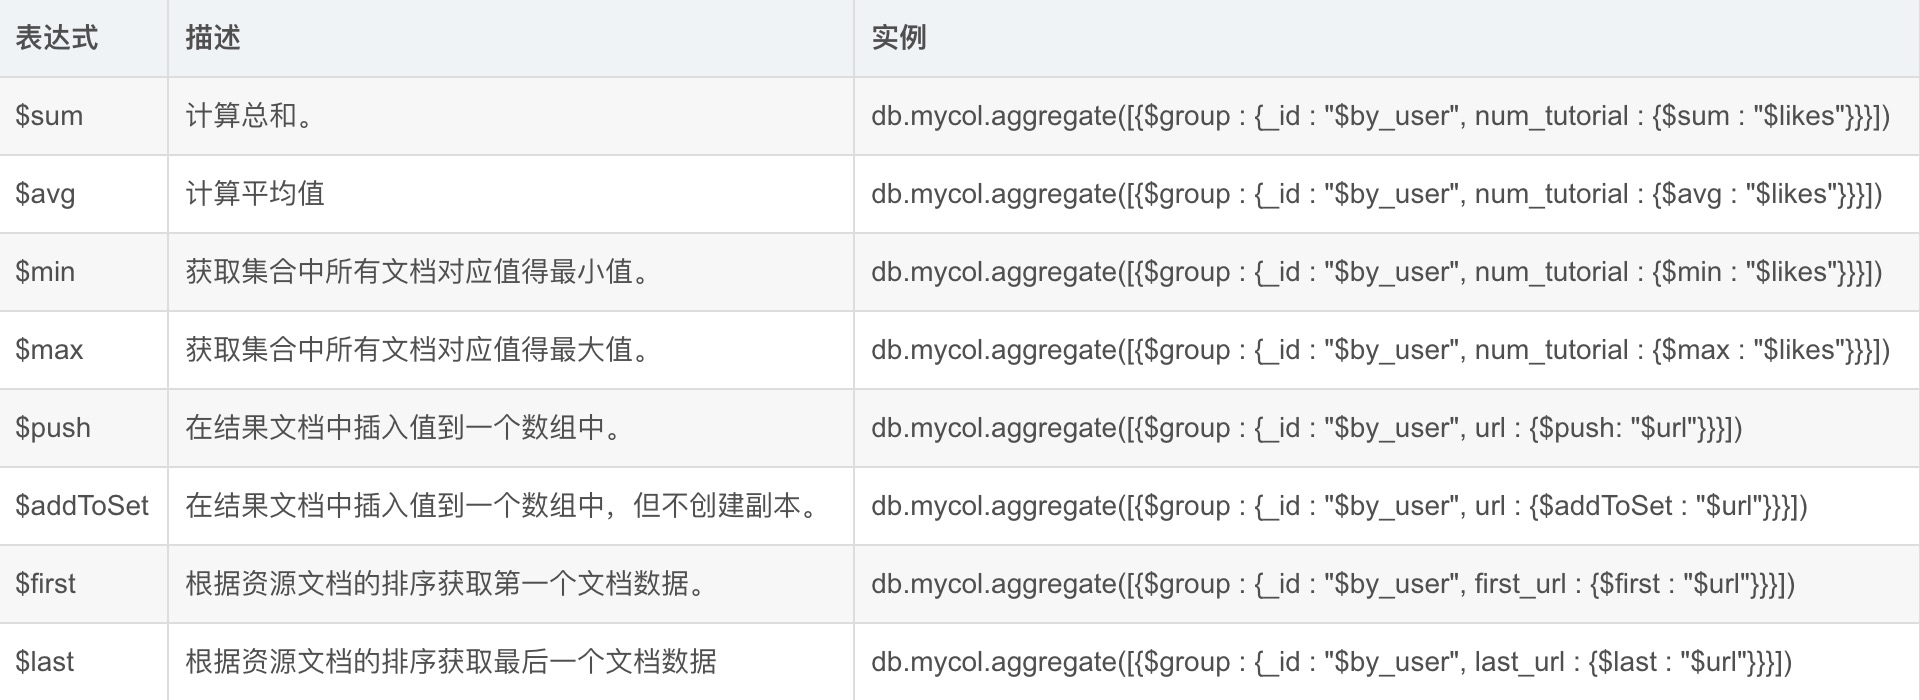 表达式 描述 实例
$sum 计算总和。 db.mycol.aggregate([{$group : {_id : "$by_user", num_tutorial : {$sum : "$likes"}}}])
$avg 计算平均值 db.mycol.aggregate([{$group : {_id : "$by_user", num_tutorial : {$avg : "$likes"}}}])
$min 获取集合中所有文档对应值得最小值。 db.mycol.aggregate([{$group : {_id : "$by_user", num_tutorial : {$min : "$likes"}}}])
$max 获取集合中所有文档对应值得最大值。 db.mycol.aggregate([{$group : {_id : "$by_user", num_tutorial : {$max : "$likes"}}}])
$push 在结果文档中插入值到一个数组中。 db.mycol.aggregate([{$group : {_id : "$by_user", url : {$push: "$url"}}}])
$addToSet 在结果文档中插入值到一个数组中，但不创建副本。 db.mycol.aggregate([{$group : {_id : "$by_user", url : {$addToSet : "$url"}}}])
$first 根据资源文档的排序获取第一个文档数据。 db.mycol.aggregate([{$group : {_id : "$by_user", first_url : {$first : "$url"}}}])
$last 根据资源文档的排序获取最后一个文档数据 db.mycol.aggregate([{$group : {_id : "$by_user", last_url : {$last : "$url"}}}])